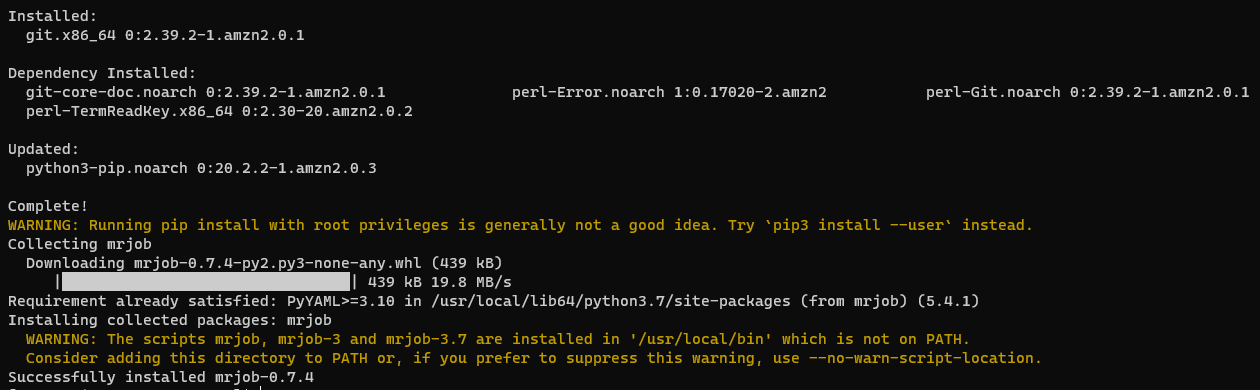 Installed:
git.x86_64 0:2.39.2-1.amzn2.0.1
Dependency Installed:
git-core-doc.noarch 0:2.39.2-1.amzn2.0.1 perl-Error.noarch 1:0.17020-2.amzn2 perl-Git.noarch 0:2.39.2-1.amzn2.0.1
perl-TermReadKey.x86_64 0:2.30-20.amzn2.0.2
Updated:
python3-pip.noarch 0:20.2.2-1.amzn2.0.3
Complete!
WARNING: Running pip install with root privileges is generally not a good idea. Try `pip3 install --user` instead.
Collecting mrjob
Downloading mrjob-0.7.4-py2.py3-none-any.whl (439 kB)
| | 439 kB 19.8 MB/s
Requirement already satisfied: PyYAML>=3.10 in /usr/local/lib64/python3.7/site-packages (from mrjob) (5.4.1)
Installing collected packages: mrjob
WARNING: The scripts mrjob, mrjob-3 and mrjob-3.7 are installed in '/usr/local/bin' which is not on PATH.
Consider adding this directory to PATH or, if you prefer to suppress this warning, use --no-warn-script-location.
Successfully installed mrjob-0.7.4